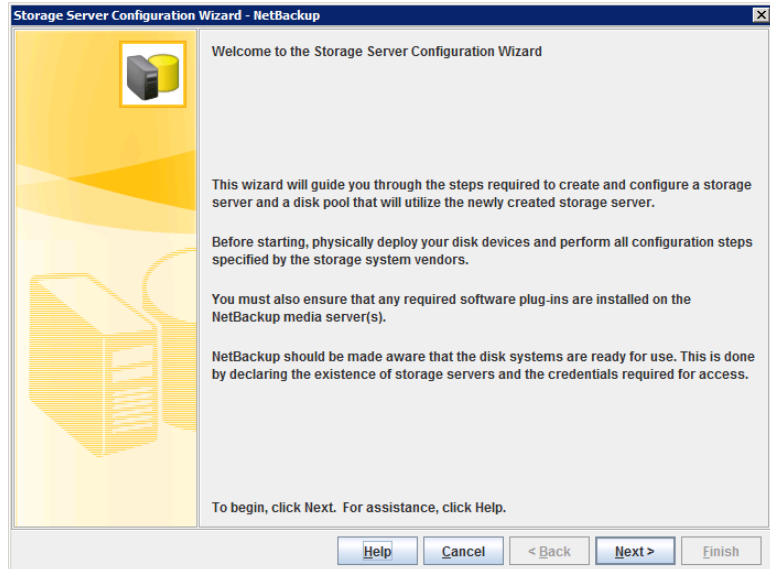 Storage Server Configuration Wizard - NetBackup
Welcome to the Storage Server Configuration Wizard
This wizard will guide you through the steps required to create and configure a storage
server and a disk pool that will utilize the newly created storage server.
Before starting, physically deploy your disk devices and perform all configuration steps
specified by the storage system vendors.
You must also ensure that any required software plug-ins are installed on the
NetBackup media server(s).
NetBackup should be made aware that the disk systems are ready for use. This is done
by declaring the existence of storage servers and the credentials required for access.
To begin, click Next. For assistance, click Help.
Help Cancel < Back Next > Finish